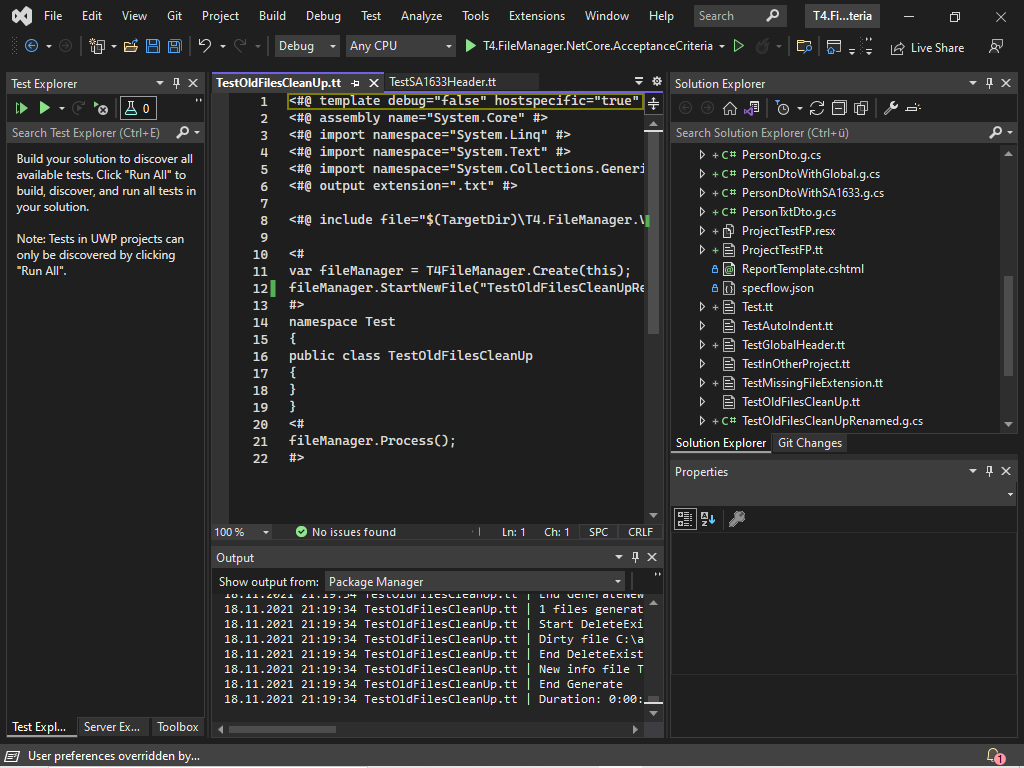 File Edit View Git Project Build Debug Test Analyze Tools Extensions Window Help Search T4.Fi...teria
Debug Any CPU T4.FileManager.NetCore.AcceptanceCriteria Live Share
Test Explorer
0
Search Test Explorer (Ctrl+E)
Build your solution to discover all
available tests. Click "Run All" to
build, discover, and run all tests in
your solution.
Note: Tests in UWP projects can
only be discovered by clicking
"Run All".
Test Expl... Server Ex... Toolbox
TestOldFilesCleanUp.tt TestSA1633Header.tt
1 <#@ template debug="false" hostspecific="true"
2 <#@ assembly name="System.Core" #>
3 <#@ import namespace="System.Linq" #>
4 <#@ import namespace="System.Text" #>
5 <#@ import namespace="System.Collections.Generi
6 <#@ output extension=".txt" #>
7
8 <#@ include file="$(TargetDir)\T4.FileManager.\
9
10 <#
11 var fileManager = T4FileManager.Create(this);
12 fileManager.StartNewFile("TestOldFilesCleanUpRe
13 #>
14 namespace Test
15 {
16 public class TestOldFilesCleanUp
17 {
18 }
19 }
20 <#
21 fileManager.Process();
22 #>
100 % No issues found Ln: 1 Ch: 1 SPC CRLF
Output
Show output from: Package Manager
18.11.2021 21:19:34 TestOldFilesCleanUp.tt | End GenerateNew
18.11.2021 21:19:34 TestOldFilesCleanUp.tt | 1 files generat
18.11.2021 21:19:34 TestOldFilesCleanUp.tt | Start DeleteExi
18.11.2021 21:19:34 TestOldFilesCleanUp.tt | Dirty file C:\a
18.11.2021 21:19:34 TestOldFilesCleanUp.tt | End DeleteExist
18.11.2021 21:19:34 TestOldFilesCleanUp.tt | New info file T
18.11.2021 21:19:34 TestOldFilesCleanUp.tt | End Generate
18.11.2021 21:19:34 TestOldFilesCleanUp.tt | Duration: 0:00:
Solution Explorer
Search Solution Explorer (Ctrl+ü)
+ C# PersonDto.g.cs
+ C# PersonDtoWithGlobal.g.cs
+ C# PersonDtoWithSA1633.g.cs
+ C# PersonTxtDto.g.cs
+ ProjectTestFP.resx
+ ProjectTestFP.tt
ReportTemplate.cshtml
specflow.json
+ Test.tt
TestAutoIndent.tt
+ TestGlobalHeader.tt
TestInOtherProject.tt
+ TestMissingFileExtension.tt
TestOldFilesCleanUp.tt
+ C# TestOldFilesCleanUpRenamed.g.cs
Solution Explorer Git Changes
Properties
User preferences overridden by...
1